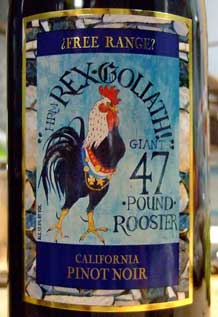 ¿FREE RANGE?
HRM REX-GOLIATH!
GIANT
47
·POUND·
ROOSTER
CALIFORNIA
PINOT NOIR